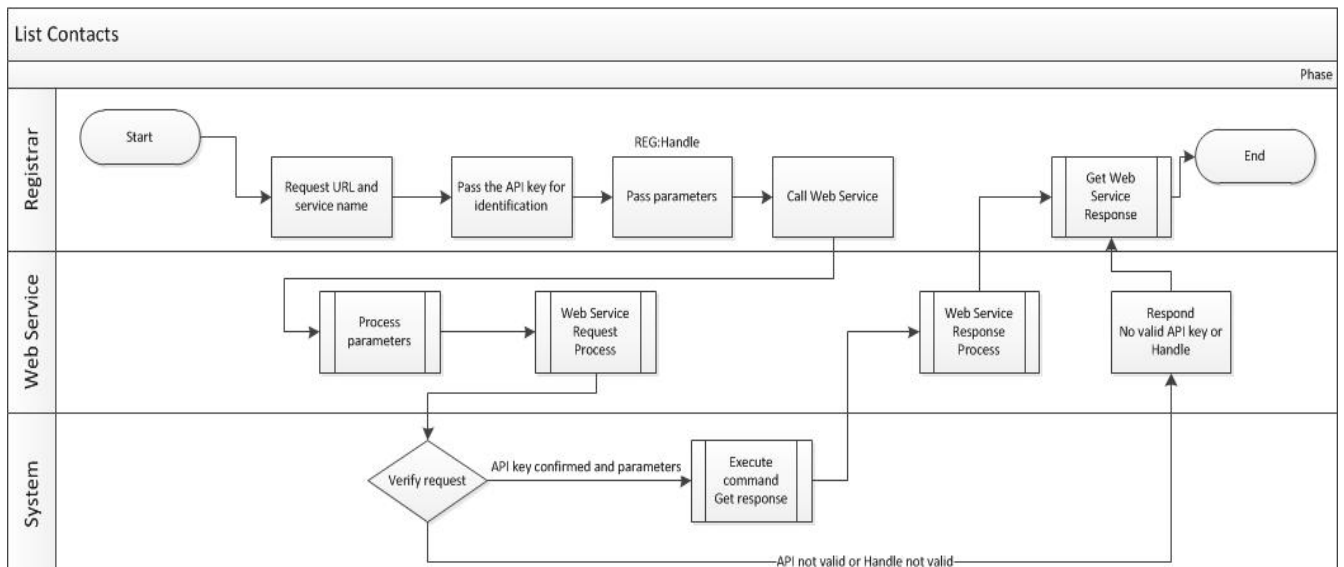 List Contacts
Phase
Registrar
Start
Request URL and
service name
Pass the API key for
identification
REG:Handle
Pass parameters
Call Web Service
Get Web
Service
Response
End
Web Service
Process
parameters
Web Service
Request
Process
Web Service
Response
Process
Respond
No valid API key or
Handle
System
Verify request
API key confirmed and parameters
Execute
command
Get response
API not valid or Handle not valid